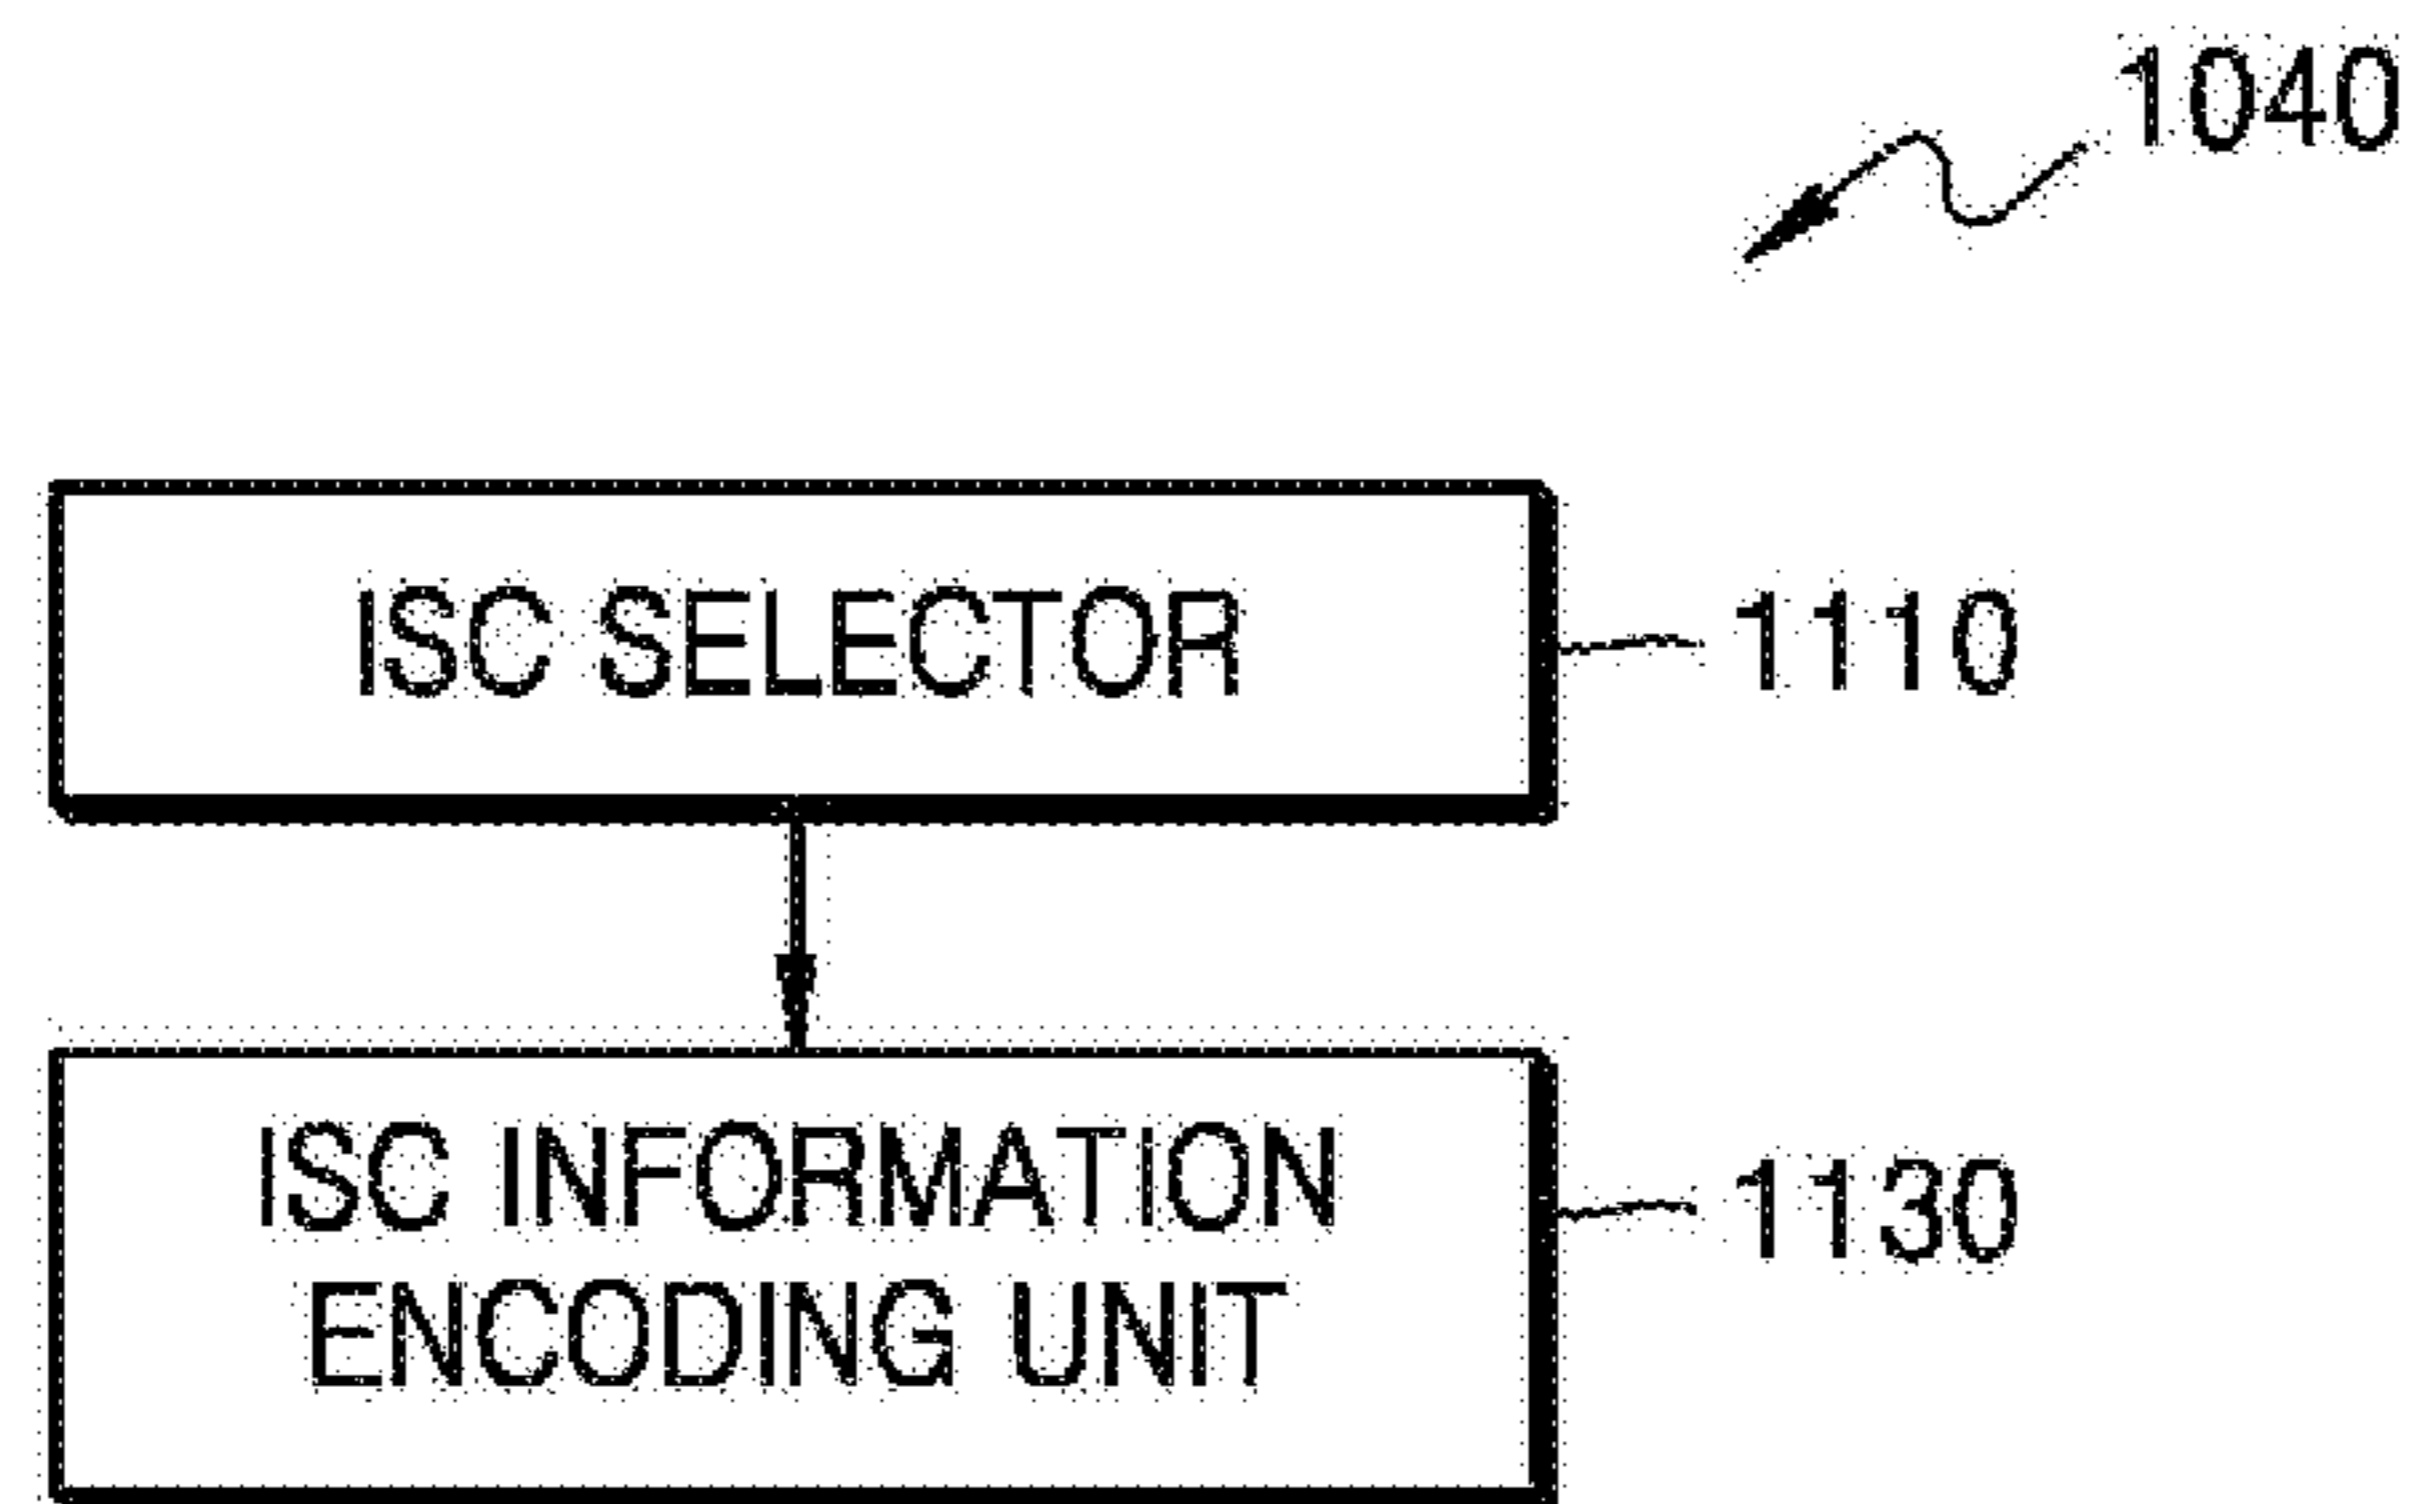 1040
ISC SELECTOR
1110
ISC INFORMATION
1130
ENCODING UNIT